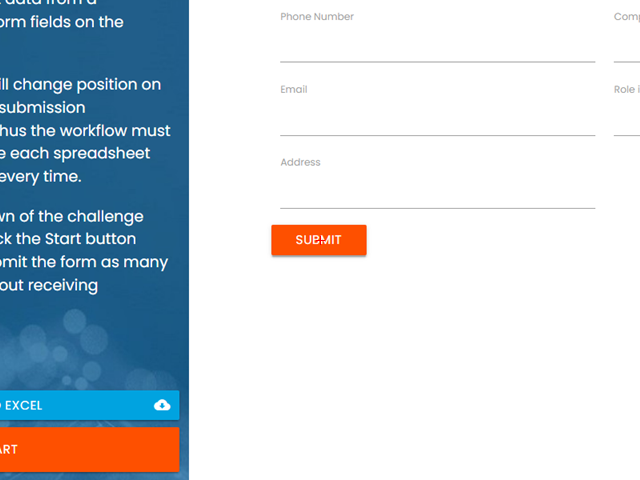 data from a
orm fields on the
ill change position on
submission
hus the workflow must
e each spreadsheet
every time.
wn of the challenge
ck the Start button
bmit the form as many
out receiving
EXCEL
ART
Phone Number
Comp
Email
Role i
Address
SUBMIT